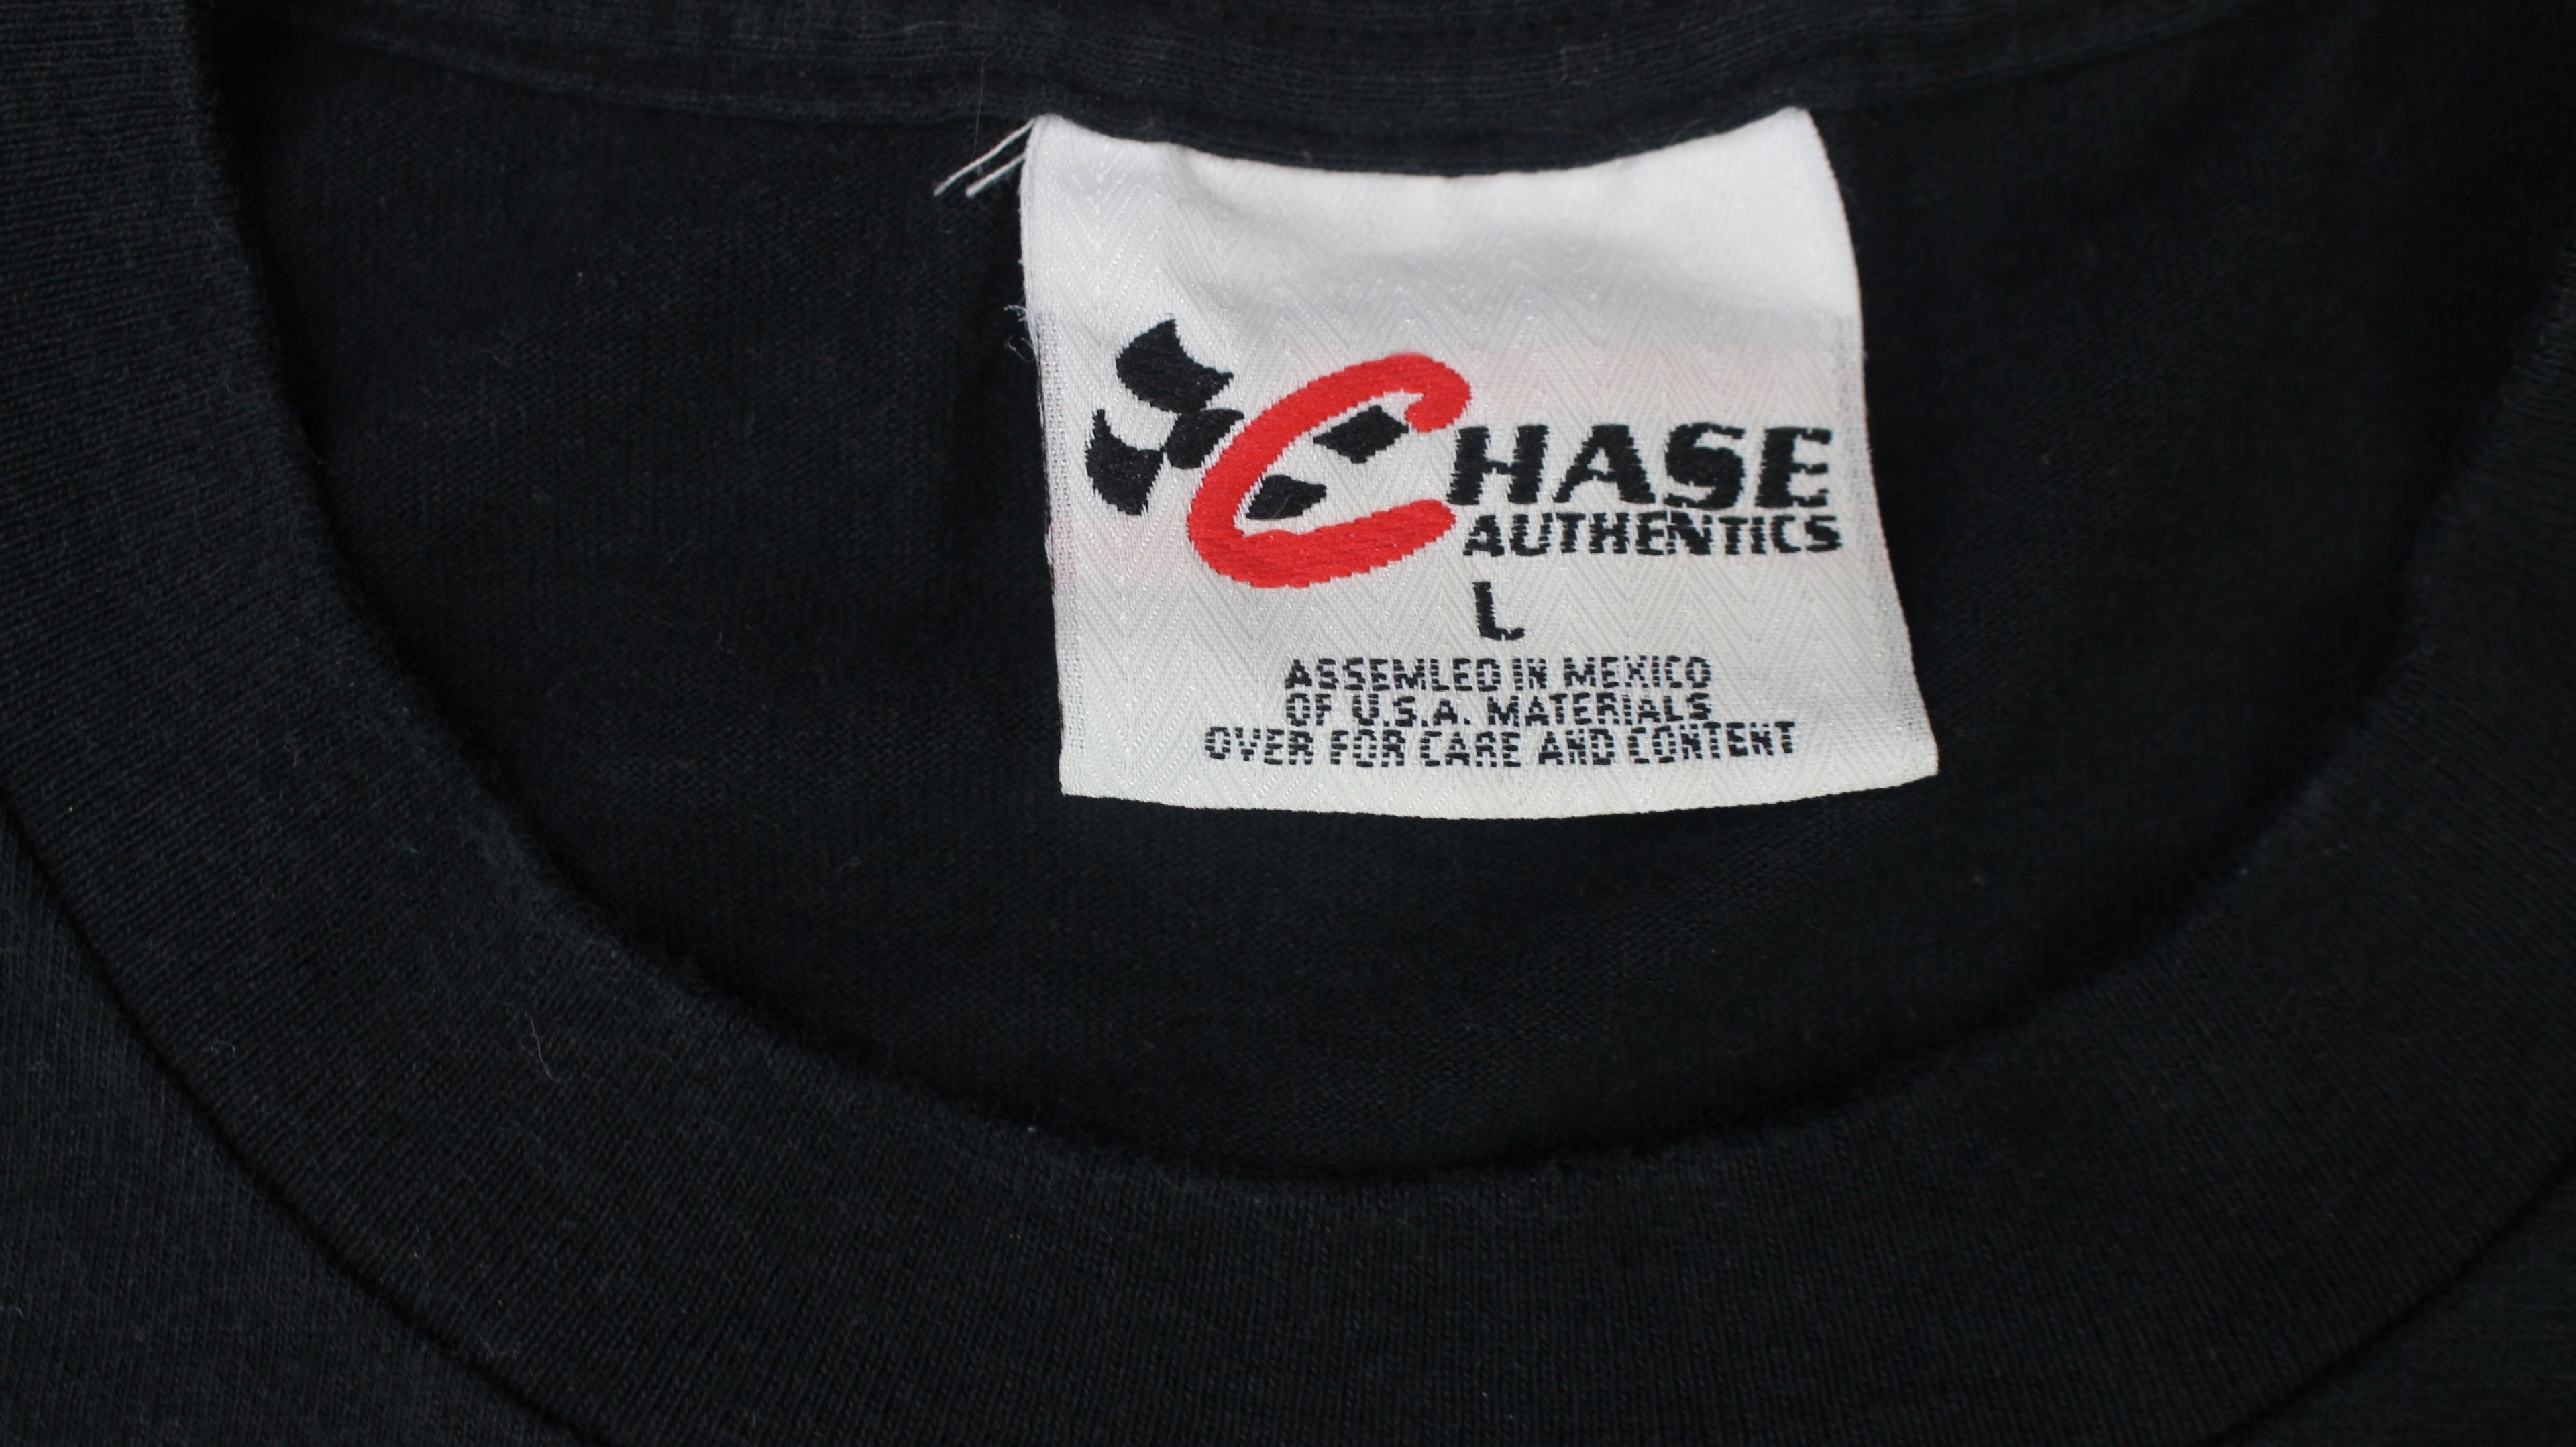 CHASE
AUTHENTICS
L
ASSEMLED IN MEXICO
OF U.S.A. MATERIALS
OVER FOR CARE AND CONTENT